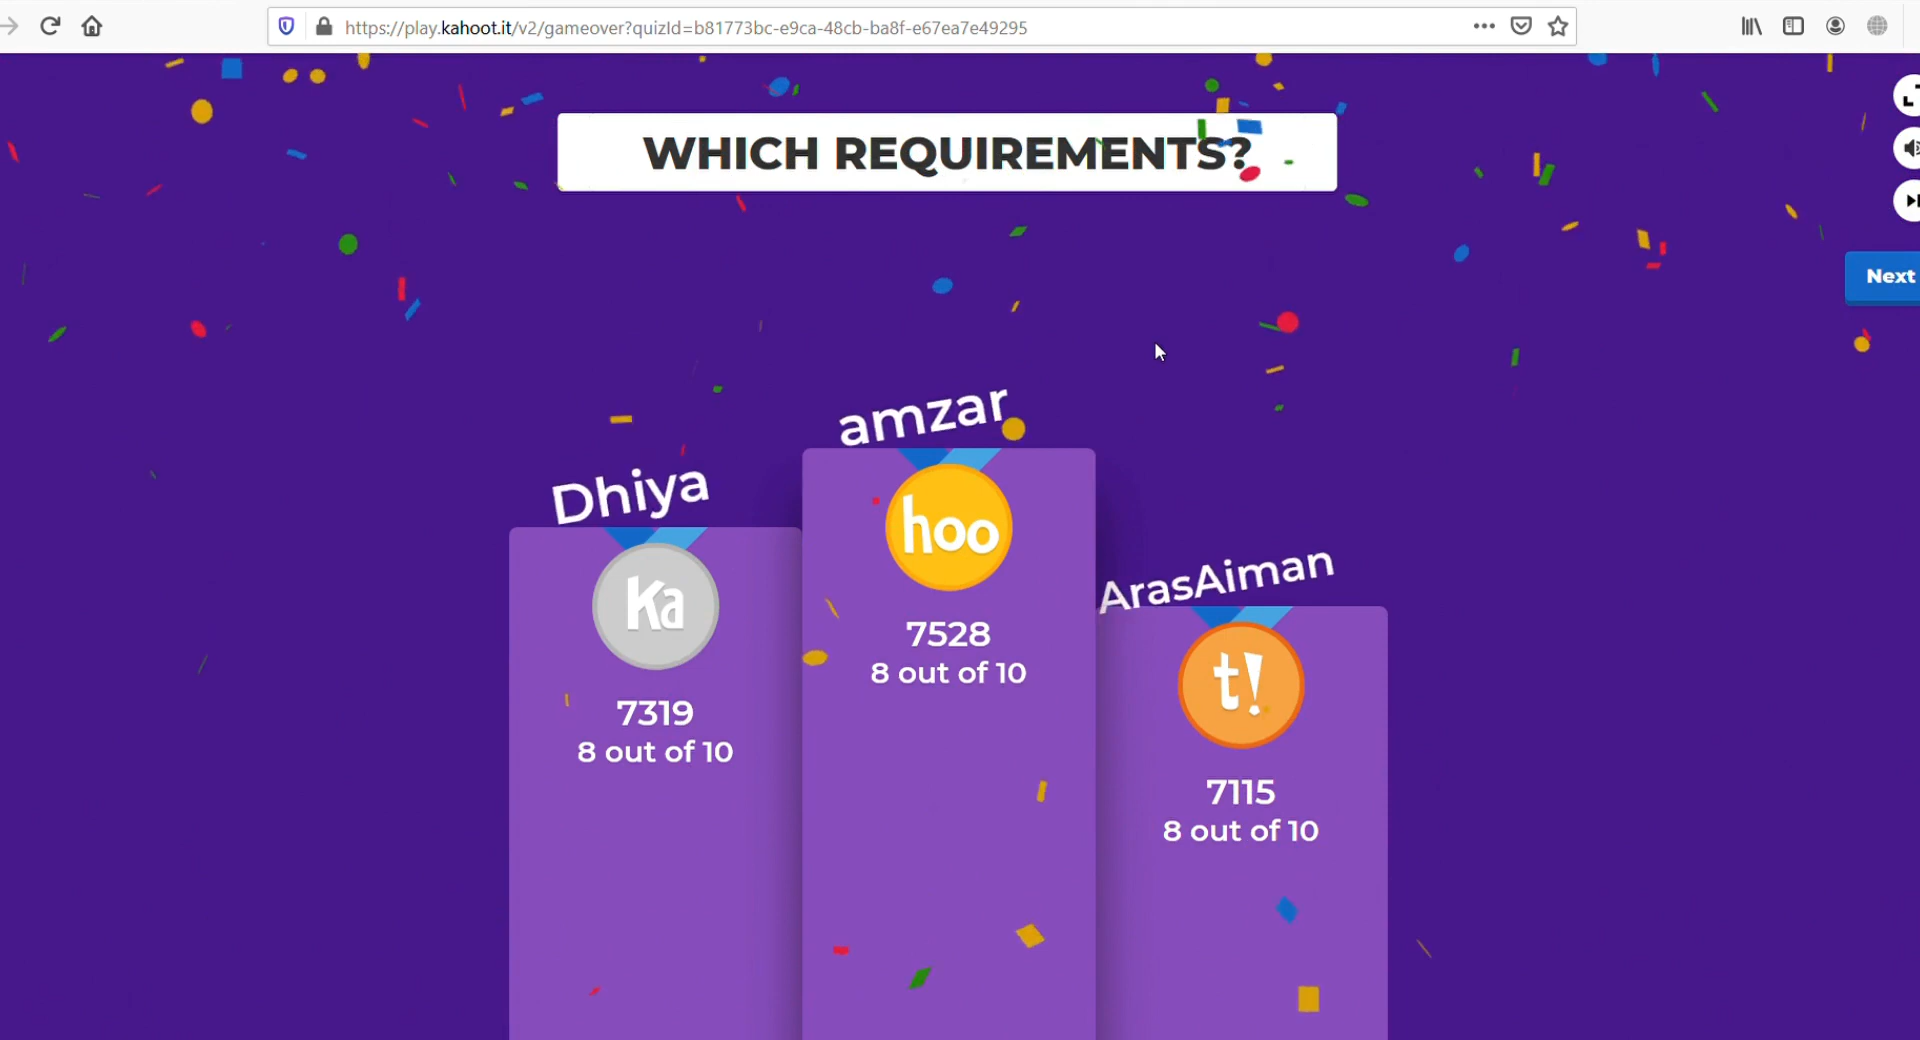 https://play.kahoot.it/v2/gameover?quizId=b81773bc-e9ca-48cb-ba8f-e67ea7e49295
WHICH REQUIREMENTS?
Next
amzar
hoo
7528
8 out of 10
Dhiya
Ka
7319
8 out of 10
ArasAiman
t!
7115
8 out of 10